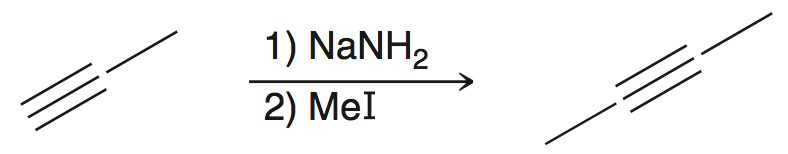 1) NaNH₂
2) MeI